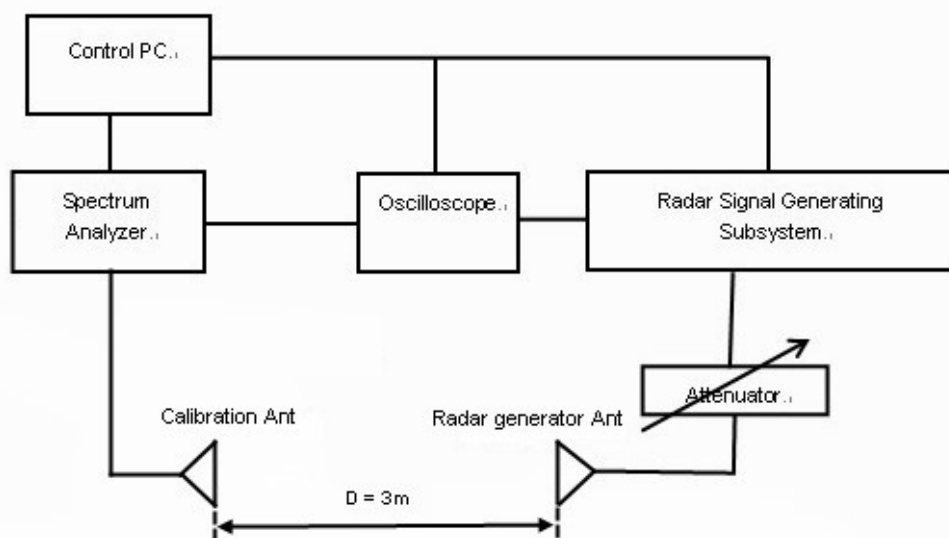 Control PC.
Spectrum
Analyzer.
Oscilloscope.
Radar Signal Generating
Subsystem.
Attenuator.
Calibration Ant
Radar generator Ant
D = 3m